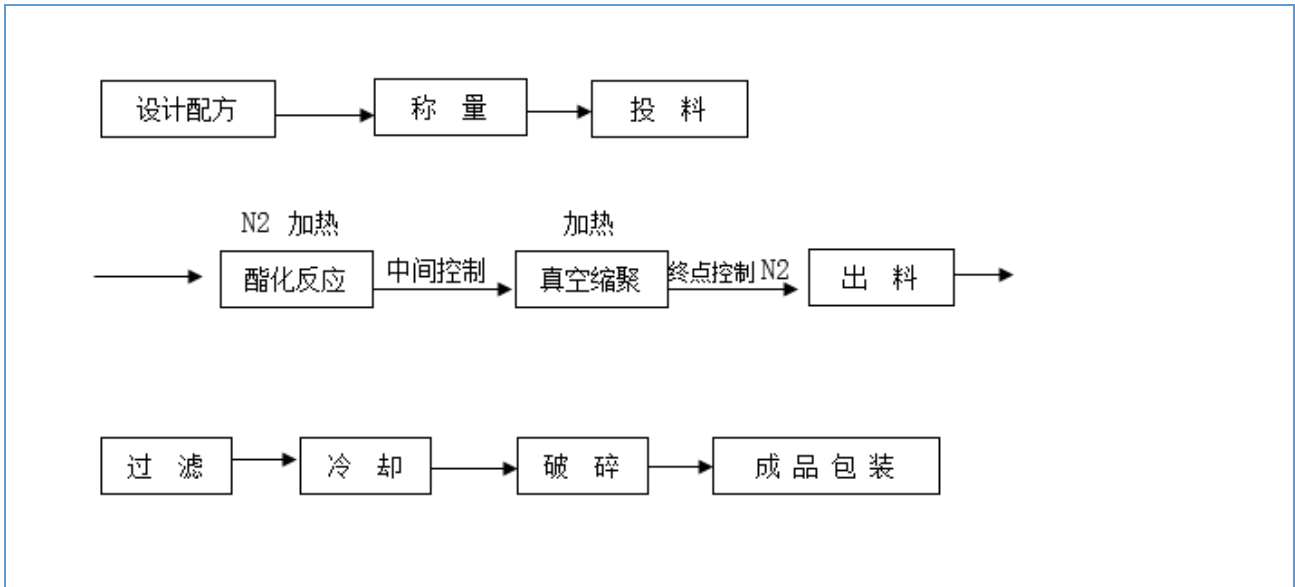 设计配方 称 量 投 料
N2 加热 加热
酯化反应 中间控制 真空缩聚 终点控制 N2 出 料
过 滤 冷 却 破 碎 成 品 包 装